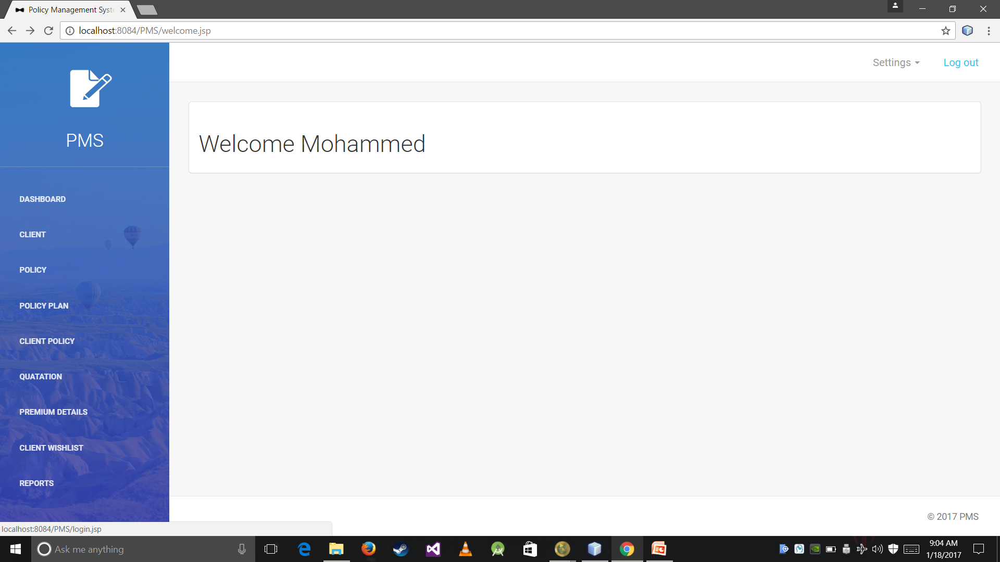 Policy Management Syste
localhost:8084/PMS/welcome.jsp
Settings
Log out
PMS
Welcome Mohammed
DASHBOARD
CLIENT
POLICY
POLICY PLAN
CLIENT POLICY
QUATATION
PREMIUM DETAILS
CLIENT WISHLIST
REPORTS
© 2017 PMS
localhost:8084/PMS/login.jsp
Ask me anything
9:04 AM
1/18/2017